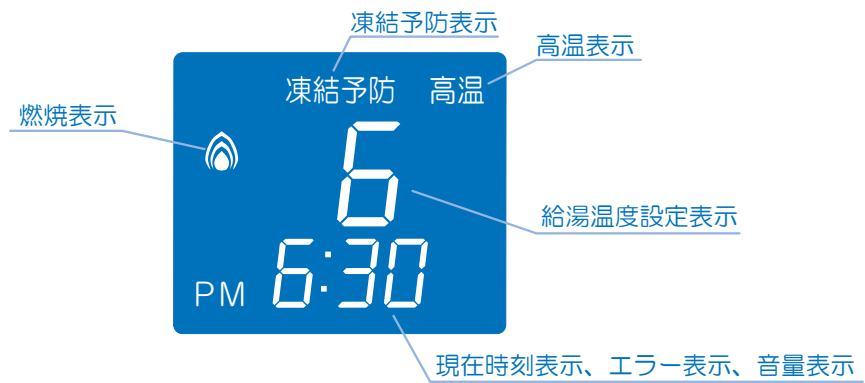 凍結予防表示
高温表示
凍結予防 高温
燃焼表示
6
給湯温度設定表示
PM 6:30
現在時刻表示、エラー表示、音量表示